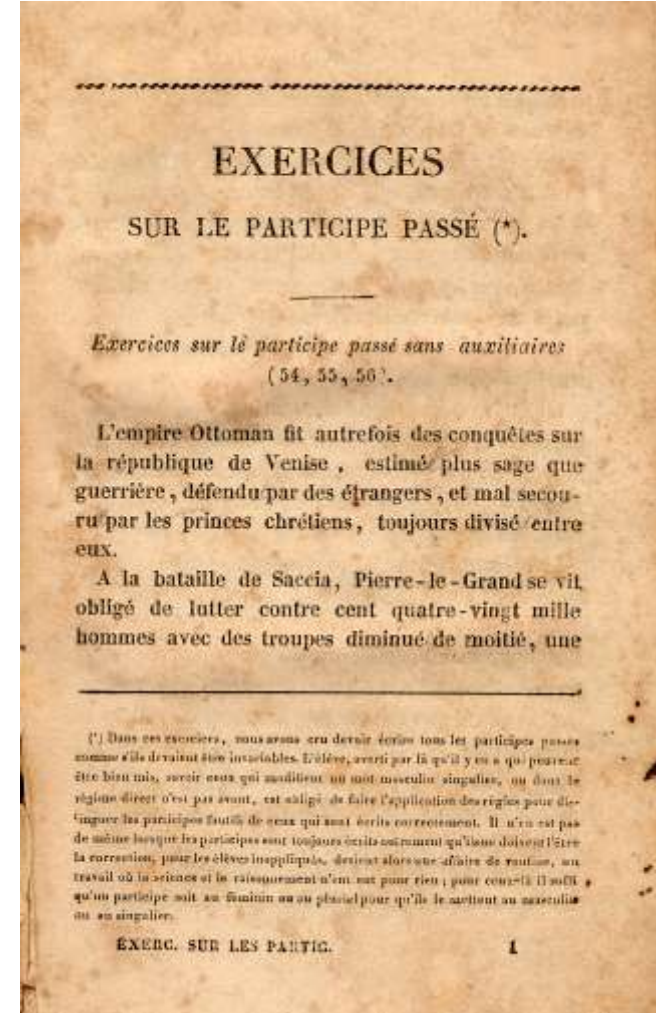 EXERCICES
SUR LE PARTICIPE PASSÉ (*).
Exercices sur le participe passé sans auxiliaires
(54, 55, 56).
L'empire Ottoman fit autrefois des conquêtes sur
la république de Venise, estimé plus sage que
guerrière, défendu par des étrangers, et mal secou-
ru par les princes chrétiens, toujours divisé entre
eux.
A la bataille de Saccia, Pierre-le-Grand se vit
obligé de lutter contre cent quatre-vingt mille
hommes avec des troupes diminué de moitié, une
(*) Dans ces exercices, nous avons cru devoir écrire tous les participes passés
comme s'ils devaient être invariables. L'élève, averti par là qu'il y en a qui peuvent
être bien mis, savoir ceux qui modifient un mot masculin singulier, ou dont le
régime direct n'est pas avant, est obligé de faire l'application des règles pour dis-
tinguer les participes fautifs de ceux qui sont écrits correctement. Il n'en est pas
de même lorsque les participes sont toujours écrits autrement qu'ils ne doivent l'être
la correction, pour les élèves inappliqués, devient alors une affaire de routine, un
travail où la science et le raisonnement n'ont pour rien ; pour ceux-là il suffi
qu'un participe soit au féminin ou au pluriel pour qu'ils le mettent au masculin
ou au singulier.
EXERC. SUR LES PARTIC. 1